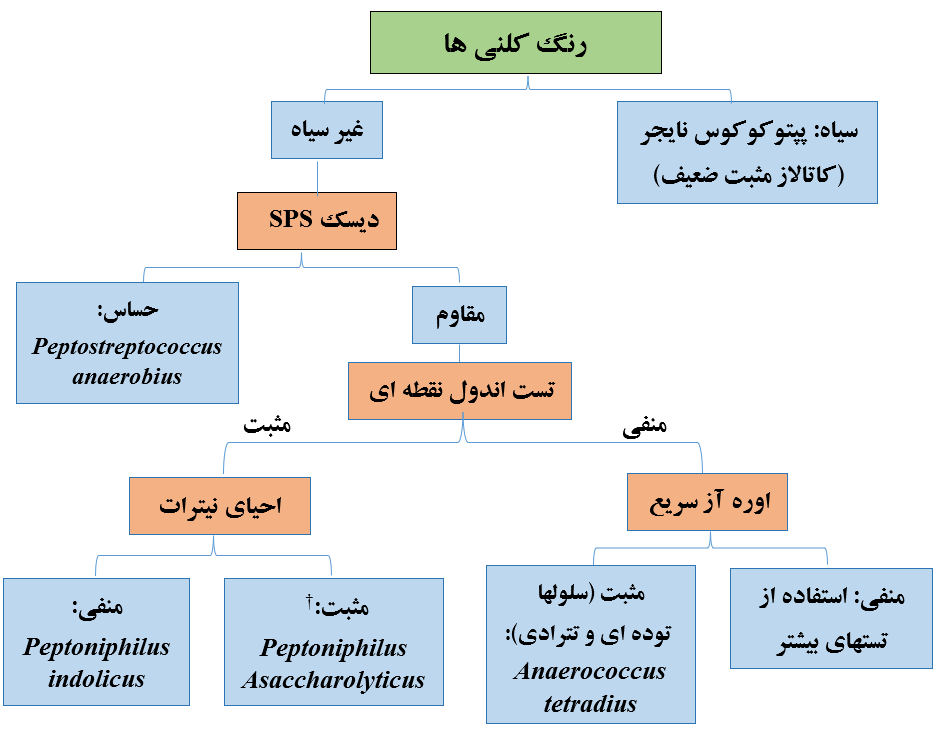 رنگ کلنی ها
سیاه: پپتوکوکوس نایجر
(کاتالاز مثبت ضعیف)
غیر سیاه
دیسک SPS
حساس:
Peptostreptococcus
anaerobius
مقاوم
تست اندول نقطه ای
مثبت
منفی
احیای نیترات
اوره آز سریع
منفی:
Peptoniphilus
indolicus
مثبت:†
Peptoniphilus
Asaccharolyticus
مثبت (سلولها
توده ای و تترادی):
Anaerococcus
tetradius
منفی: استفاده از
تستهای بیشتر